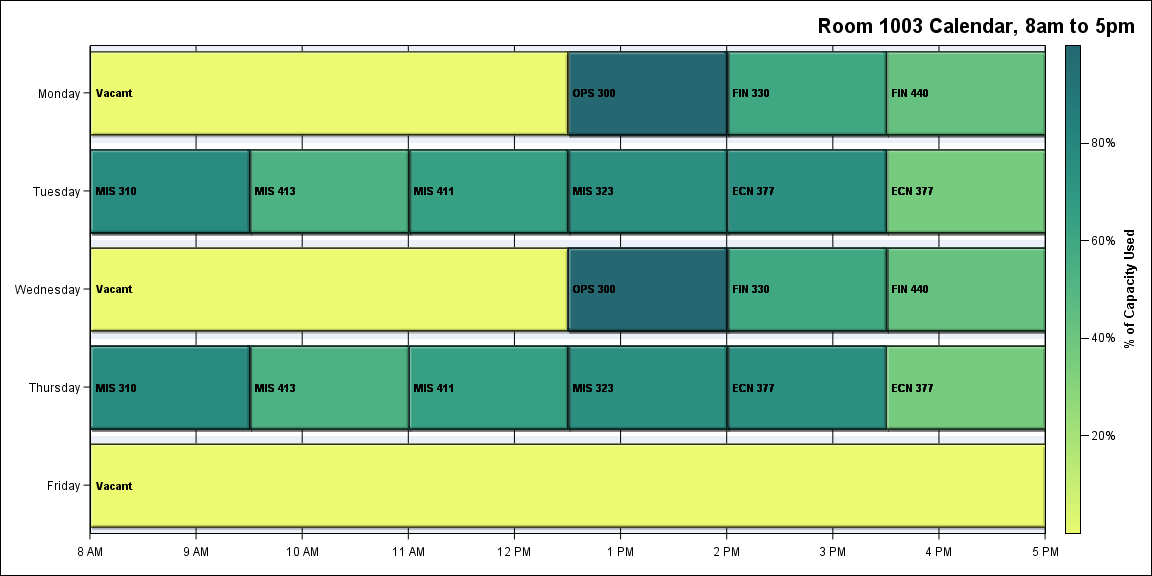 Room 1003 Calendar, 8am to 5pm
Monday
Vacant
OPS 300
FIN 330
FIN 440
Tuesday
MIS 310
MIS 413
MIS 411
MIS 323
ECN 377
ECN 377
Wednesday
Vacant
OPS 300
FIN 330
FIN 440
Thursday
MIS 310
MIS 413
MIS 411
MIS 323
ECN 377
ECN 377
Friday
Vacant
8 AM
9 AM
10 AM
11 AM
12 PM
1 PM
2 PM
3 PM
4 PM
5 PM
80%
60%
40%
20%
% of Capacity Used